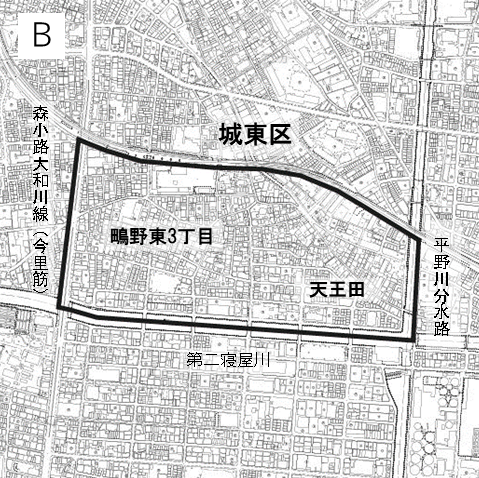 B
城東区
森小路大和川線（今里筋）
鴫野東3丁目
天王田
平野川分水路
第二寝屋川